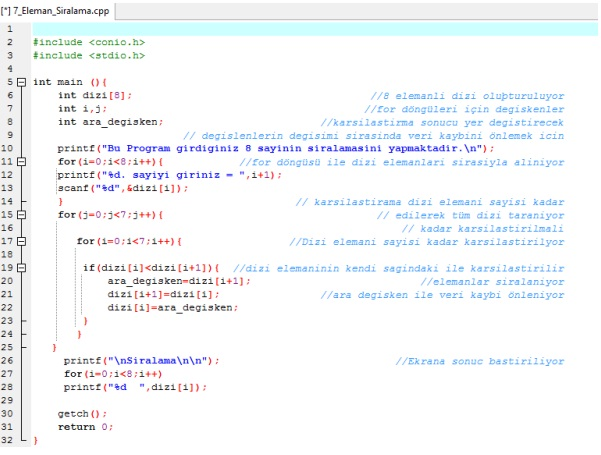 [*] 7_Eleman_Siralama.cpp
1
2 #include <conio.h>
3 #include <stdio.h>
4
5 int main (){
6 int dizi[8]; //8 elemanli dizi oluþturuluyor
7 int i,j; //for döngüleri için degiskenler
8 int ara_degisken; //karsilastirma sonucu yer degistirecek
9 // degislenlerin degisimi sirasinda veri kaybini önlemek icin
10 printf("Bu Program girdiginiz 8 sayinin siralamasini yapmaktadir.\n");
11 for(i=0;i<8;i++){ //for döngüsü ile dizi elemanlari sirasiyla aliniyor
12 printf("%d. sayiyi giriniz = ",i+1);
13 scanf("%d",&dizi[i]);
14 } // karsilastirama dizi elemani sayisi kadar
15 for(j=0;j<7;j++){ // edilerek tüm dizi taraniyor
16 // kadar karsilastirilmali
17 for(i=0;i<7;i++){ //Dizi elemani sayisi kadar karsilastiriliyor
18
19 if(dizi[i]<dizi[i+1]){ //dizi elemaninin kendi sagindaki ile karsilastirilir
20 ara_degisken=dizi[i+1]; //elemanlar siralaniyor
21 dizi[i+1]=dizi[i]; //ara degisken ile veri kaybi önleniyor
22 dizi[i]=ara_degisken;
23 }
24 }
25 }
26 printf("\nSiralama\n\n"); //Ekrana sonuc bastiriliyor
27 for(i=0;i<8;i++)
28 printf("%d  ",dizi[i]);
29
30 getch();
31 return 0;
32 }